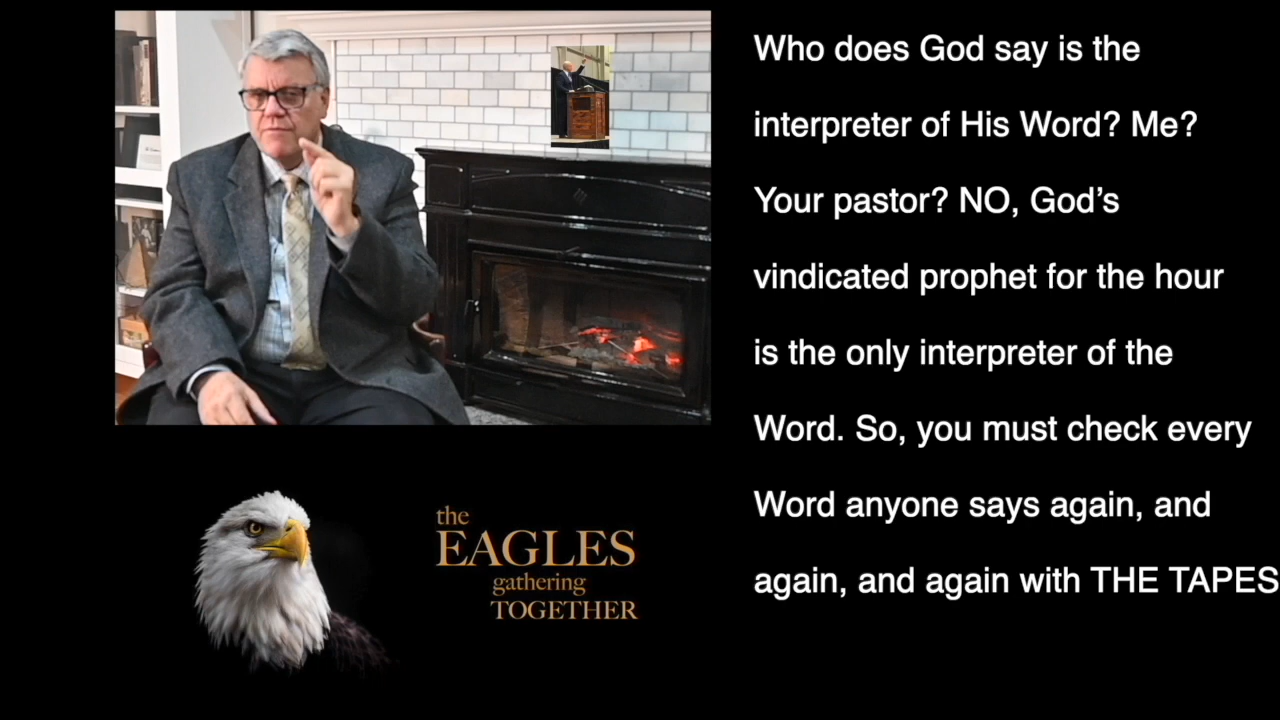 Who does God say is the
interpreter of His Word? Me?
Your pastor? NO, God’s
vindicated prophet for the hour
is the only interpreter of the
Word. So, you must check every
Word anyone says again, and
again, and again with THE TAPES
the
EAGLES
gathering
TOGETHER